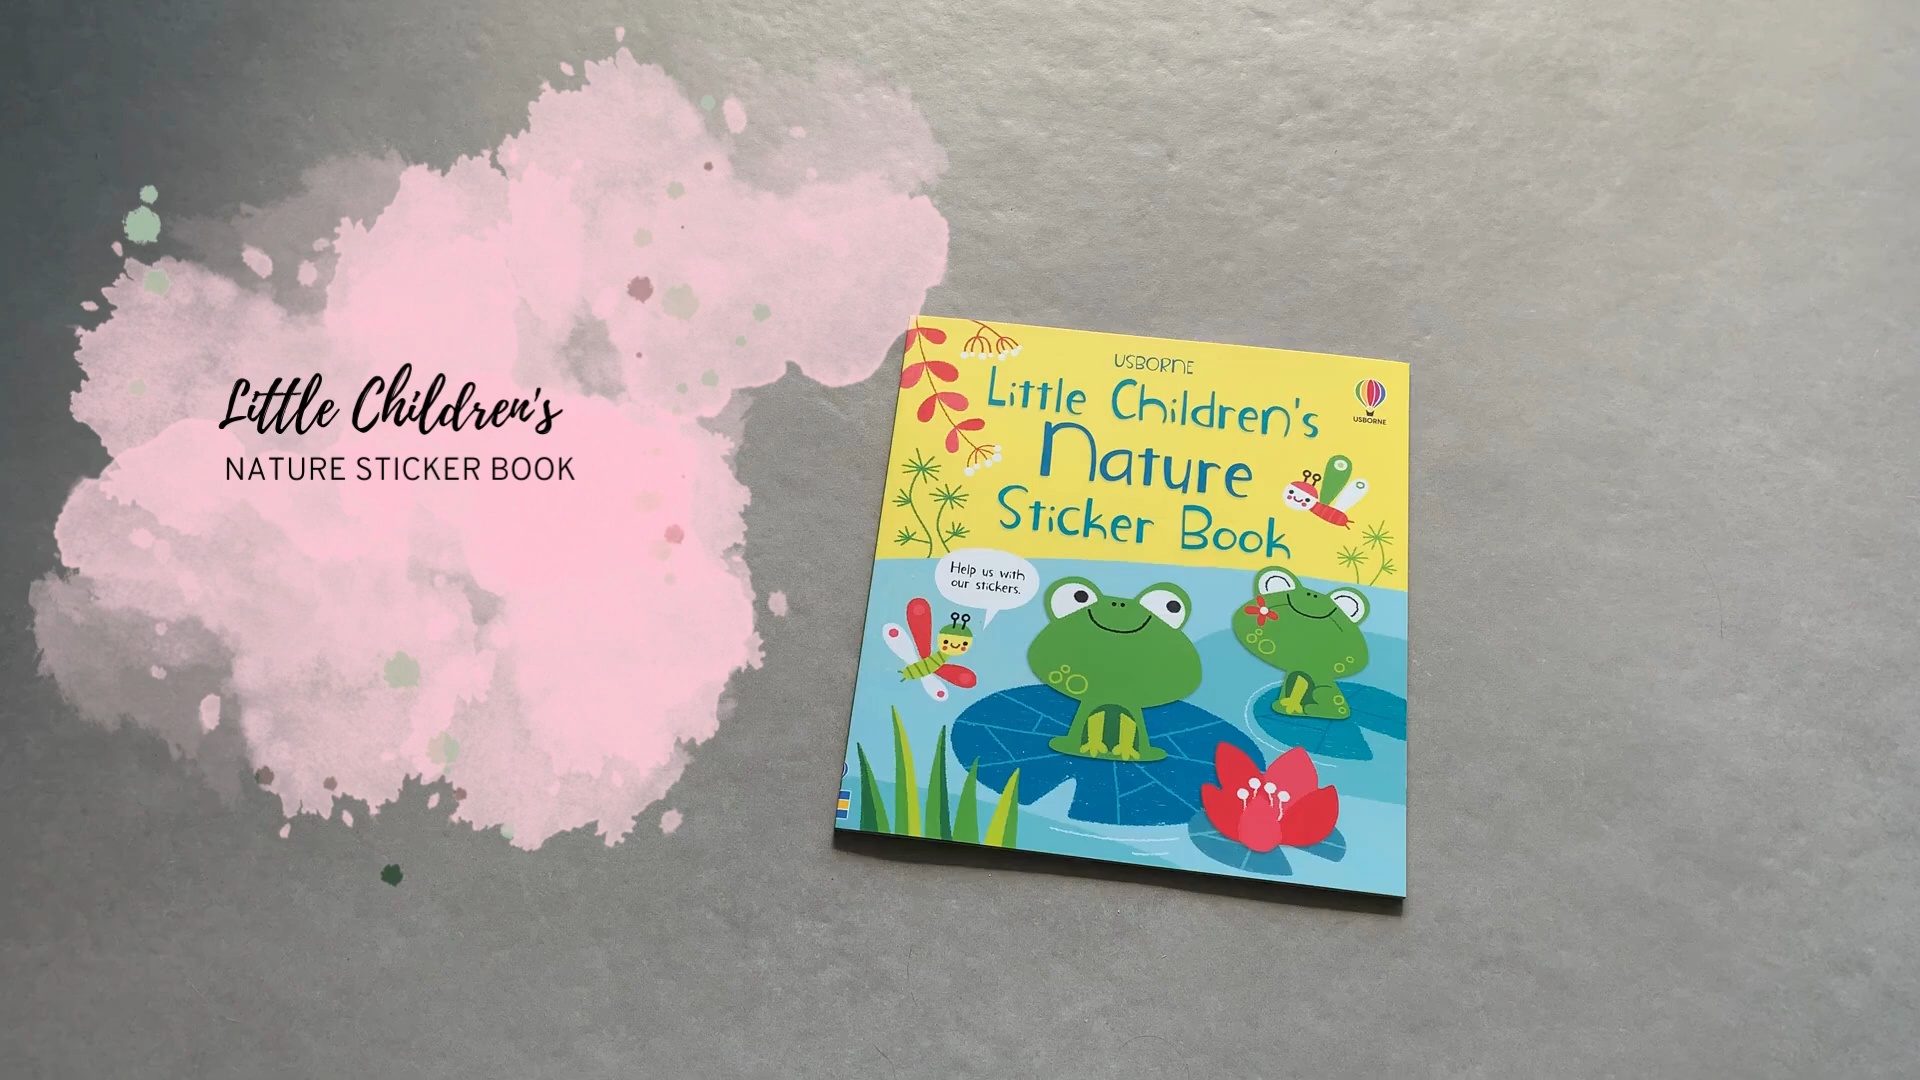 Little Children's
NATURE STICKER BOOK
USBORNE
Little Children's
Nature
Sticker Book
USBORNE
Help us with
our stickers.